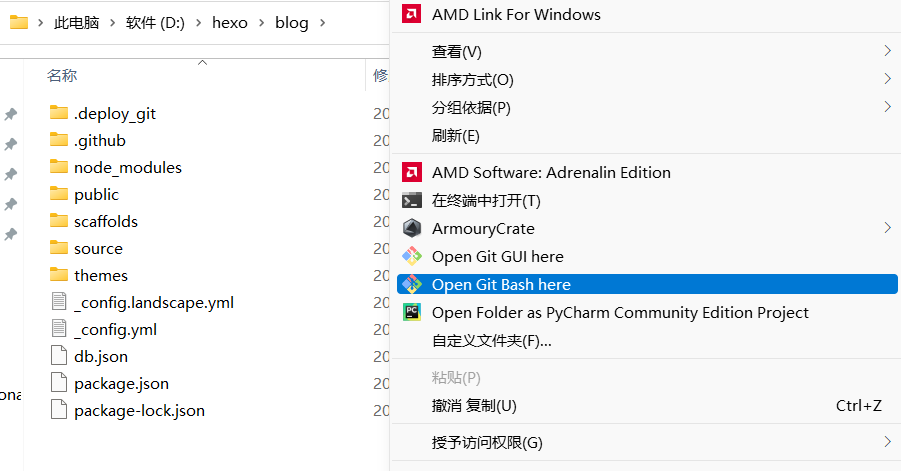 此电脑 > 软件 (D:) > hexo > blog >
名称
修
.deploy_git
20
.github
20
node_modules
20
public
20
scaffolds
20
source
20
themes
20
_config.landscape.yml
20
_config.yml
20
db.json
20
package.json
20
package-lock.json
20
ona
AMD Link For Windows
查看(V)
排序方式(O)
分组依据(P)
刷新(E)
AMD Software: Adrenalin Edition
在终端中打开(T)
ArmouryCrate
Open Git GUI here
Open Git Bash here
PC
Open Folder as PyCharm Community Edition Project
自定义文件夹(F)...
粘贴(P)
撤消 复制(U) Ctrl+Z
授予访问权限(G)